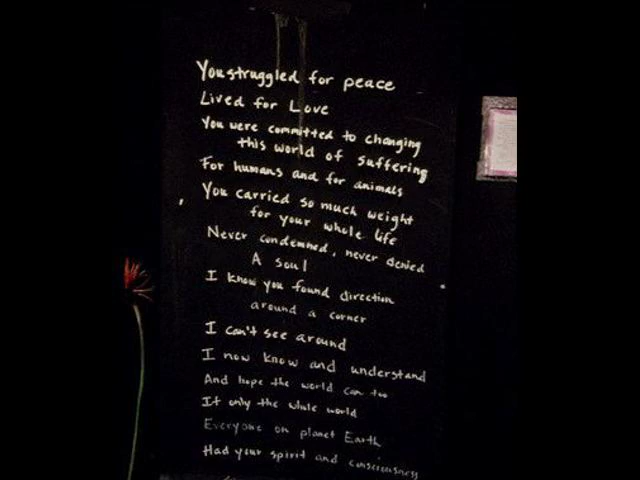 You struggled for peace
Lived for Love
You were committed to changing
this world of suffering
For humans and for animals
You carried so much weight
for your whole life
Never condemned, never denied
A soul
I know you found direction
around a corner
I can't see around
I now know and understand
And hope the world can too
If only the whole world
Everyone on planet Earth
Had your spirit and consciousness